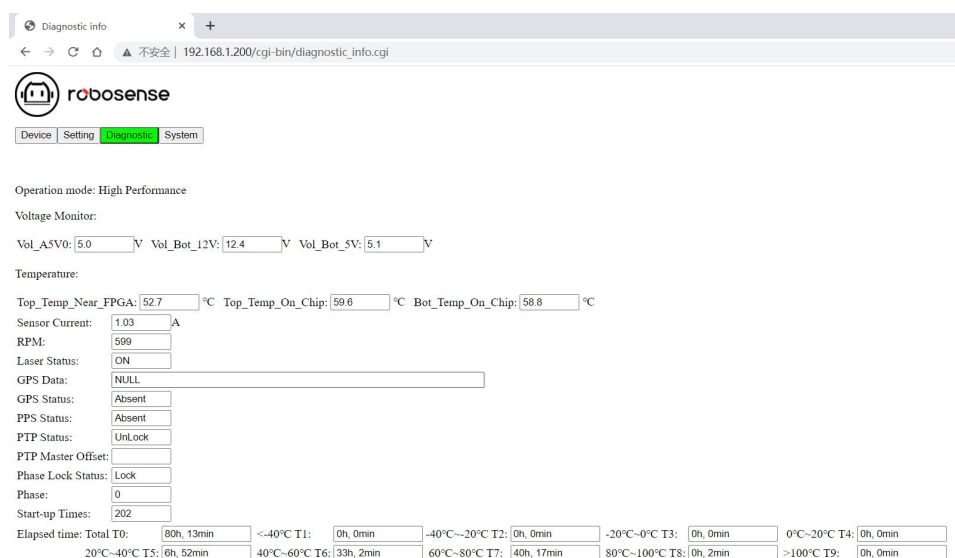 Diagnostic info
不安全 | 192.168.1.200/cgi-bin/diagnostic_info.cgi
robosense
Device Setting Diagnostic System
Operation mode: High Performance
Voltage Monitor:
Vol_A5V0: 5.0 V Vol_Bot_12V: 12.4 V Vol_Bot_5V: 5.1 V
Temperature:
Top_Temp_Near_FPGA: 52.7 °C Top_Temp_On_Chip: 59.6 °C Bot_Temp_On_Chip: 58.8 °C
Sensor Current: 1.03 A
RPM: 599
Laser Status: ON
GPS Data: NULL
GPS Status: Absent
PPS Status: Absent
PTP Status: UnLock
PTP Master Offset:
Phase Lock Status: Lock
Phase: 0
Start-up Times: 202
Elapsed time: Total T0: 80h, 13min <-40°C T1: 0h, 0min -40°C~-20°C T2: 0h, 0min -20°C~0°C T3: 0h, 0min 0°C~20°C T4: 0h, 0min
20°C~40°C T5: 6h, 52min 40°C~60°C T6: 33h, 2min 60°C~80°C T7: 40h, 17min 80°C~100°C T8: 0h, 2min >100°C T9: 0h, 0min